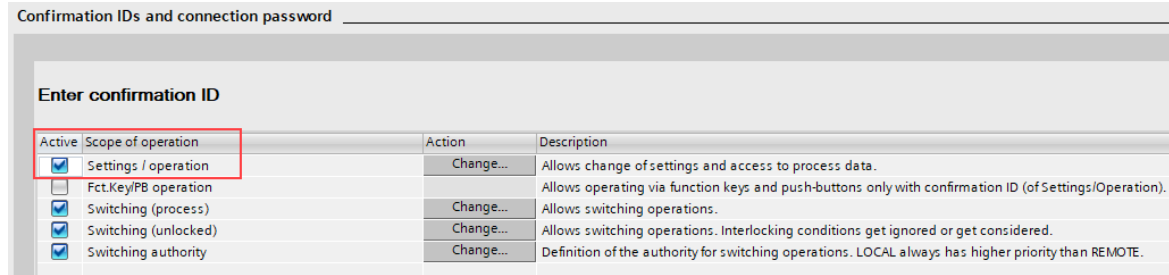 Confirmation IDs and connection password
Enter confirmation ID
Active Scope of operation Action Description
Settings / operation Change... Allows change of settings and access to process data.
Fct.Key/PB operation Allows operating via function keys and push-buttons only with confirmation ID (of Settings/Operation).
Switching (process) Change... Allows switching operations.
Switching (unlocked) Change... Allows switching operations. Interlocking conditions get ignored or get considered.
Switching authority Change... Definition of the authority for switching operations. LOCAL always has higher priority than REMOTE.